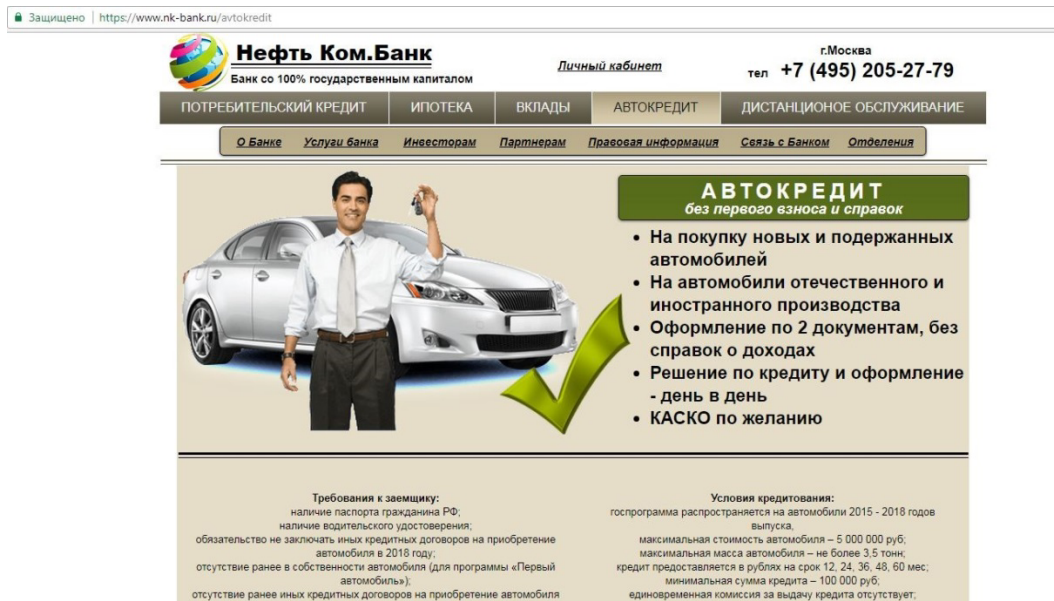 Защищено | https://www.nk-bank.ru/avtokredit
Нефть Ком.Банк
Банк со 100% государственным капиталом
Личный кабинет
г.Москва
тел +7 (495) 205-27-79
ПОТРЕБИТЕЛЬСКИЙ КРЕДИТ ИПОТЕКА ВКЛАДЫ АВТОКРЕДИТ ДИСТАНЦИОНОЕ ОБСЛУЖИВАНИЕ
О Банке Услуги банка Инвесторам Партнерам Правовая информация Связь с Банком Отделения
АВТОКРЕДИТ
без первого взноса и справок
• На покупку новых и подержанных
автомобилей
• На автомобили отечественного и
иностранного производства
• Оформление по 2 документам, без
справок о доходах
• Решение по кредиту и оформление
- день в день
• КАСКО по желанию
Требования к заемщику:
наличие паспорта гражданина РФ;
наличие водительского удостоверения;
обязательство не заключать иных кредитных договоров на приобретение
автомобиля в 2018 году;
отсутствие ранее в собственности автомобиля (для программы «Первый
автомобиль»);
отсутствие ранее иных кредитных договоров на приобретение автомобиля
Условия кредитования:
госпрограмма распространяется на автомобили 2015 - 2018 годов
выпуска,
максимальная стоимость автомобиля – 5 000 000 руб;
максимальная масса автомобиля – не более 3,5 тонн;
кредит предоставляется в рублях на срок 12, 24, 36, 48, 60 мес;
минимальная сумма кредита – 100 000 руб;
единовременная комиссия за выдачу кредита отсутствует;